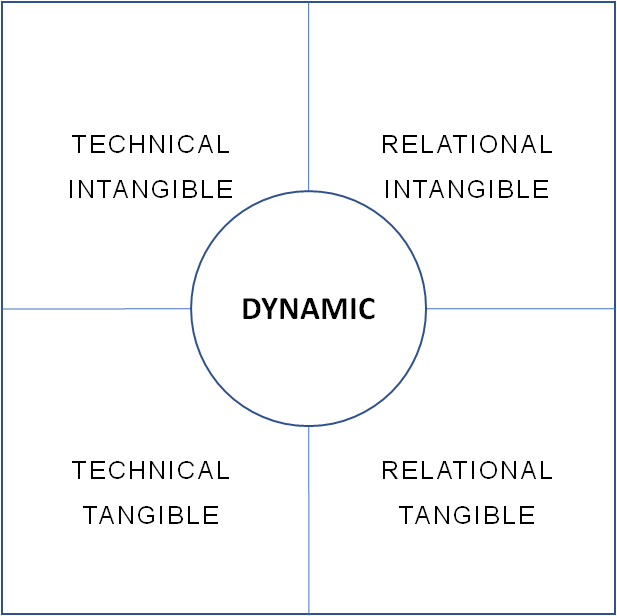 TECHNICAL
INTANGIBLE
RELATIONAL
INTANGIBLE
DYNAMIC
TECHNICAL
TANGIBLE
RELATIONAL
TANGIBLE